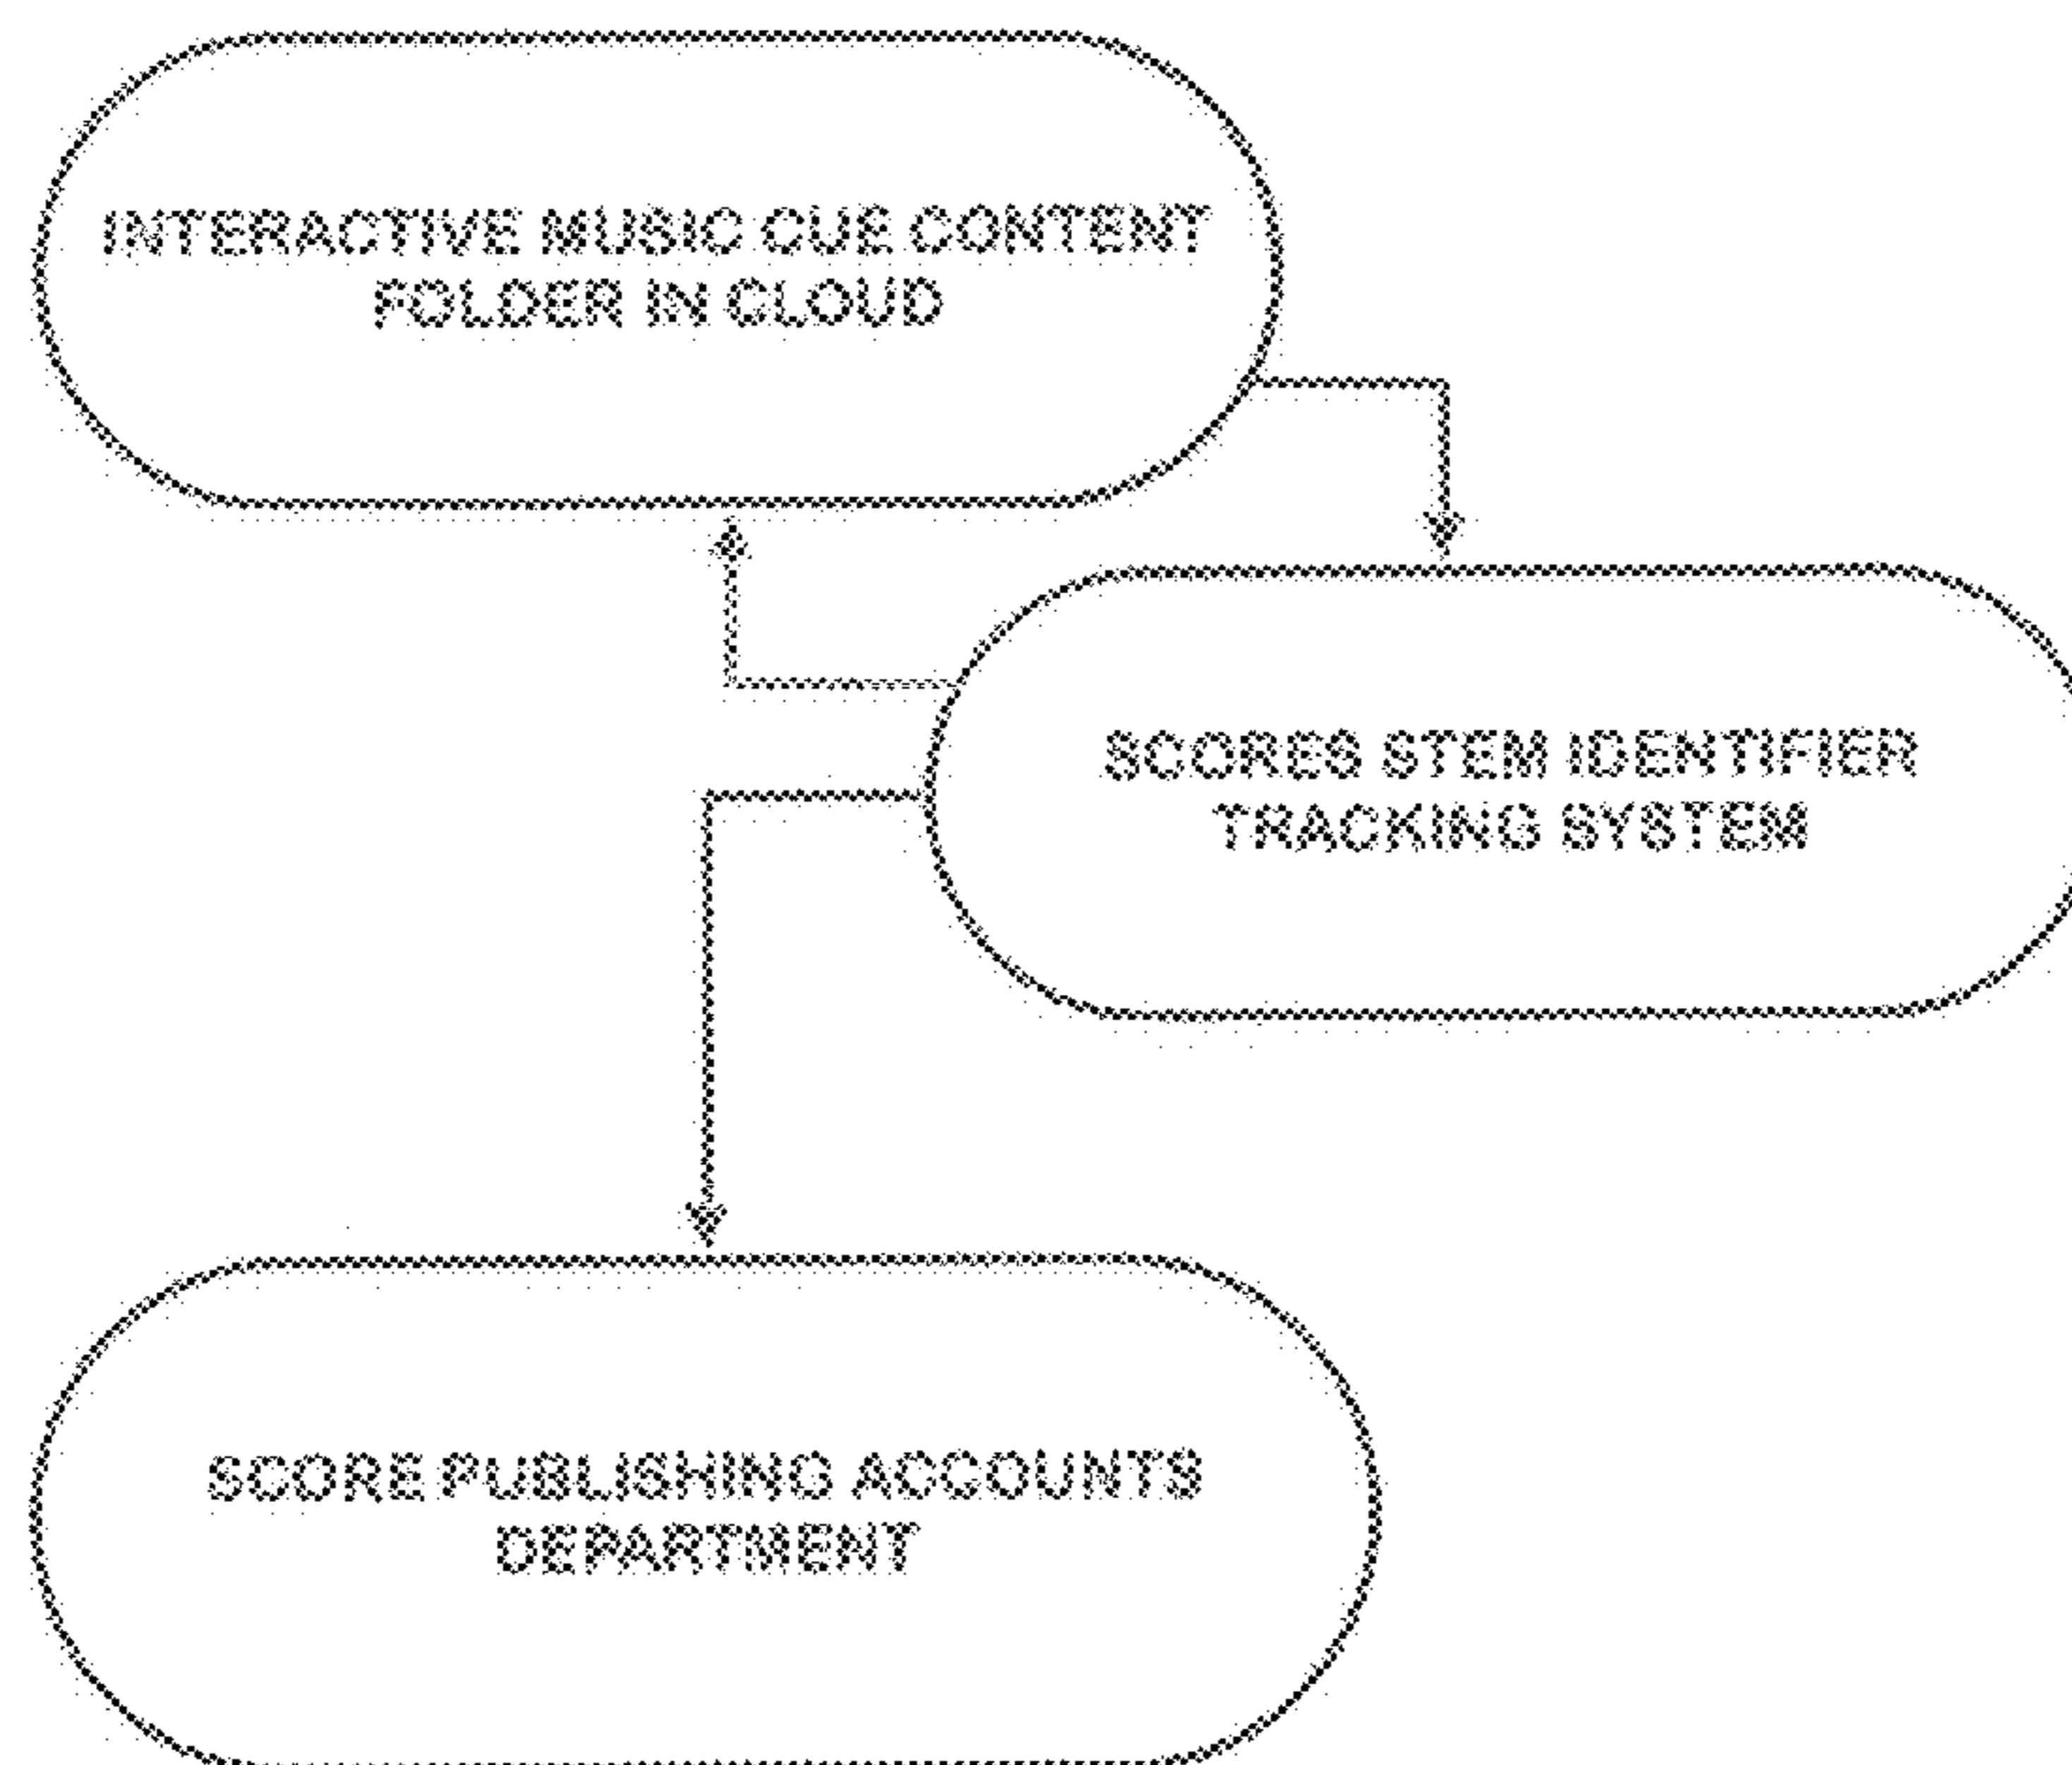 INTERACTIVE MUSIC CUE CONTENT
FOLDER IN CLOUD
SCORES STEM IDENTIFIER
TRACKING SYSTEM
SCORE PUBLISHING ACCOUNTS
DEPARTMENT